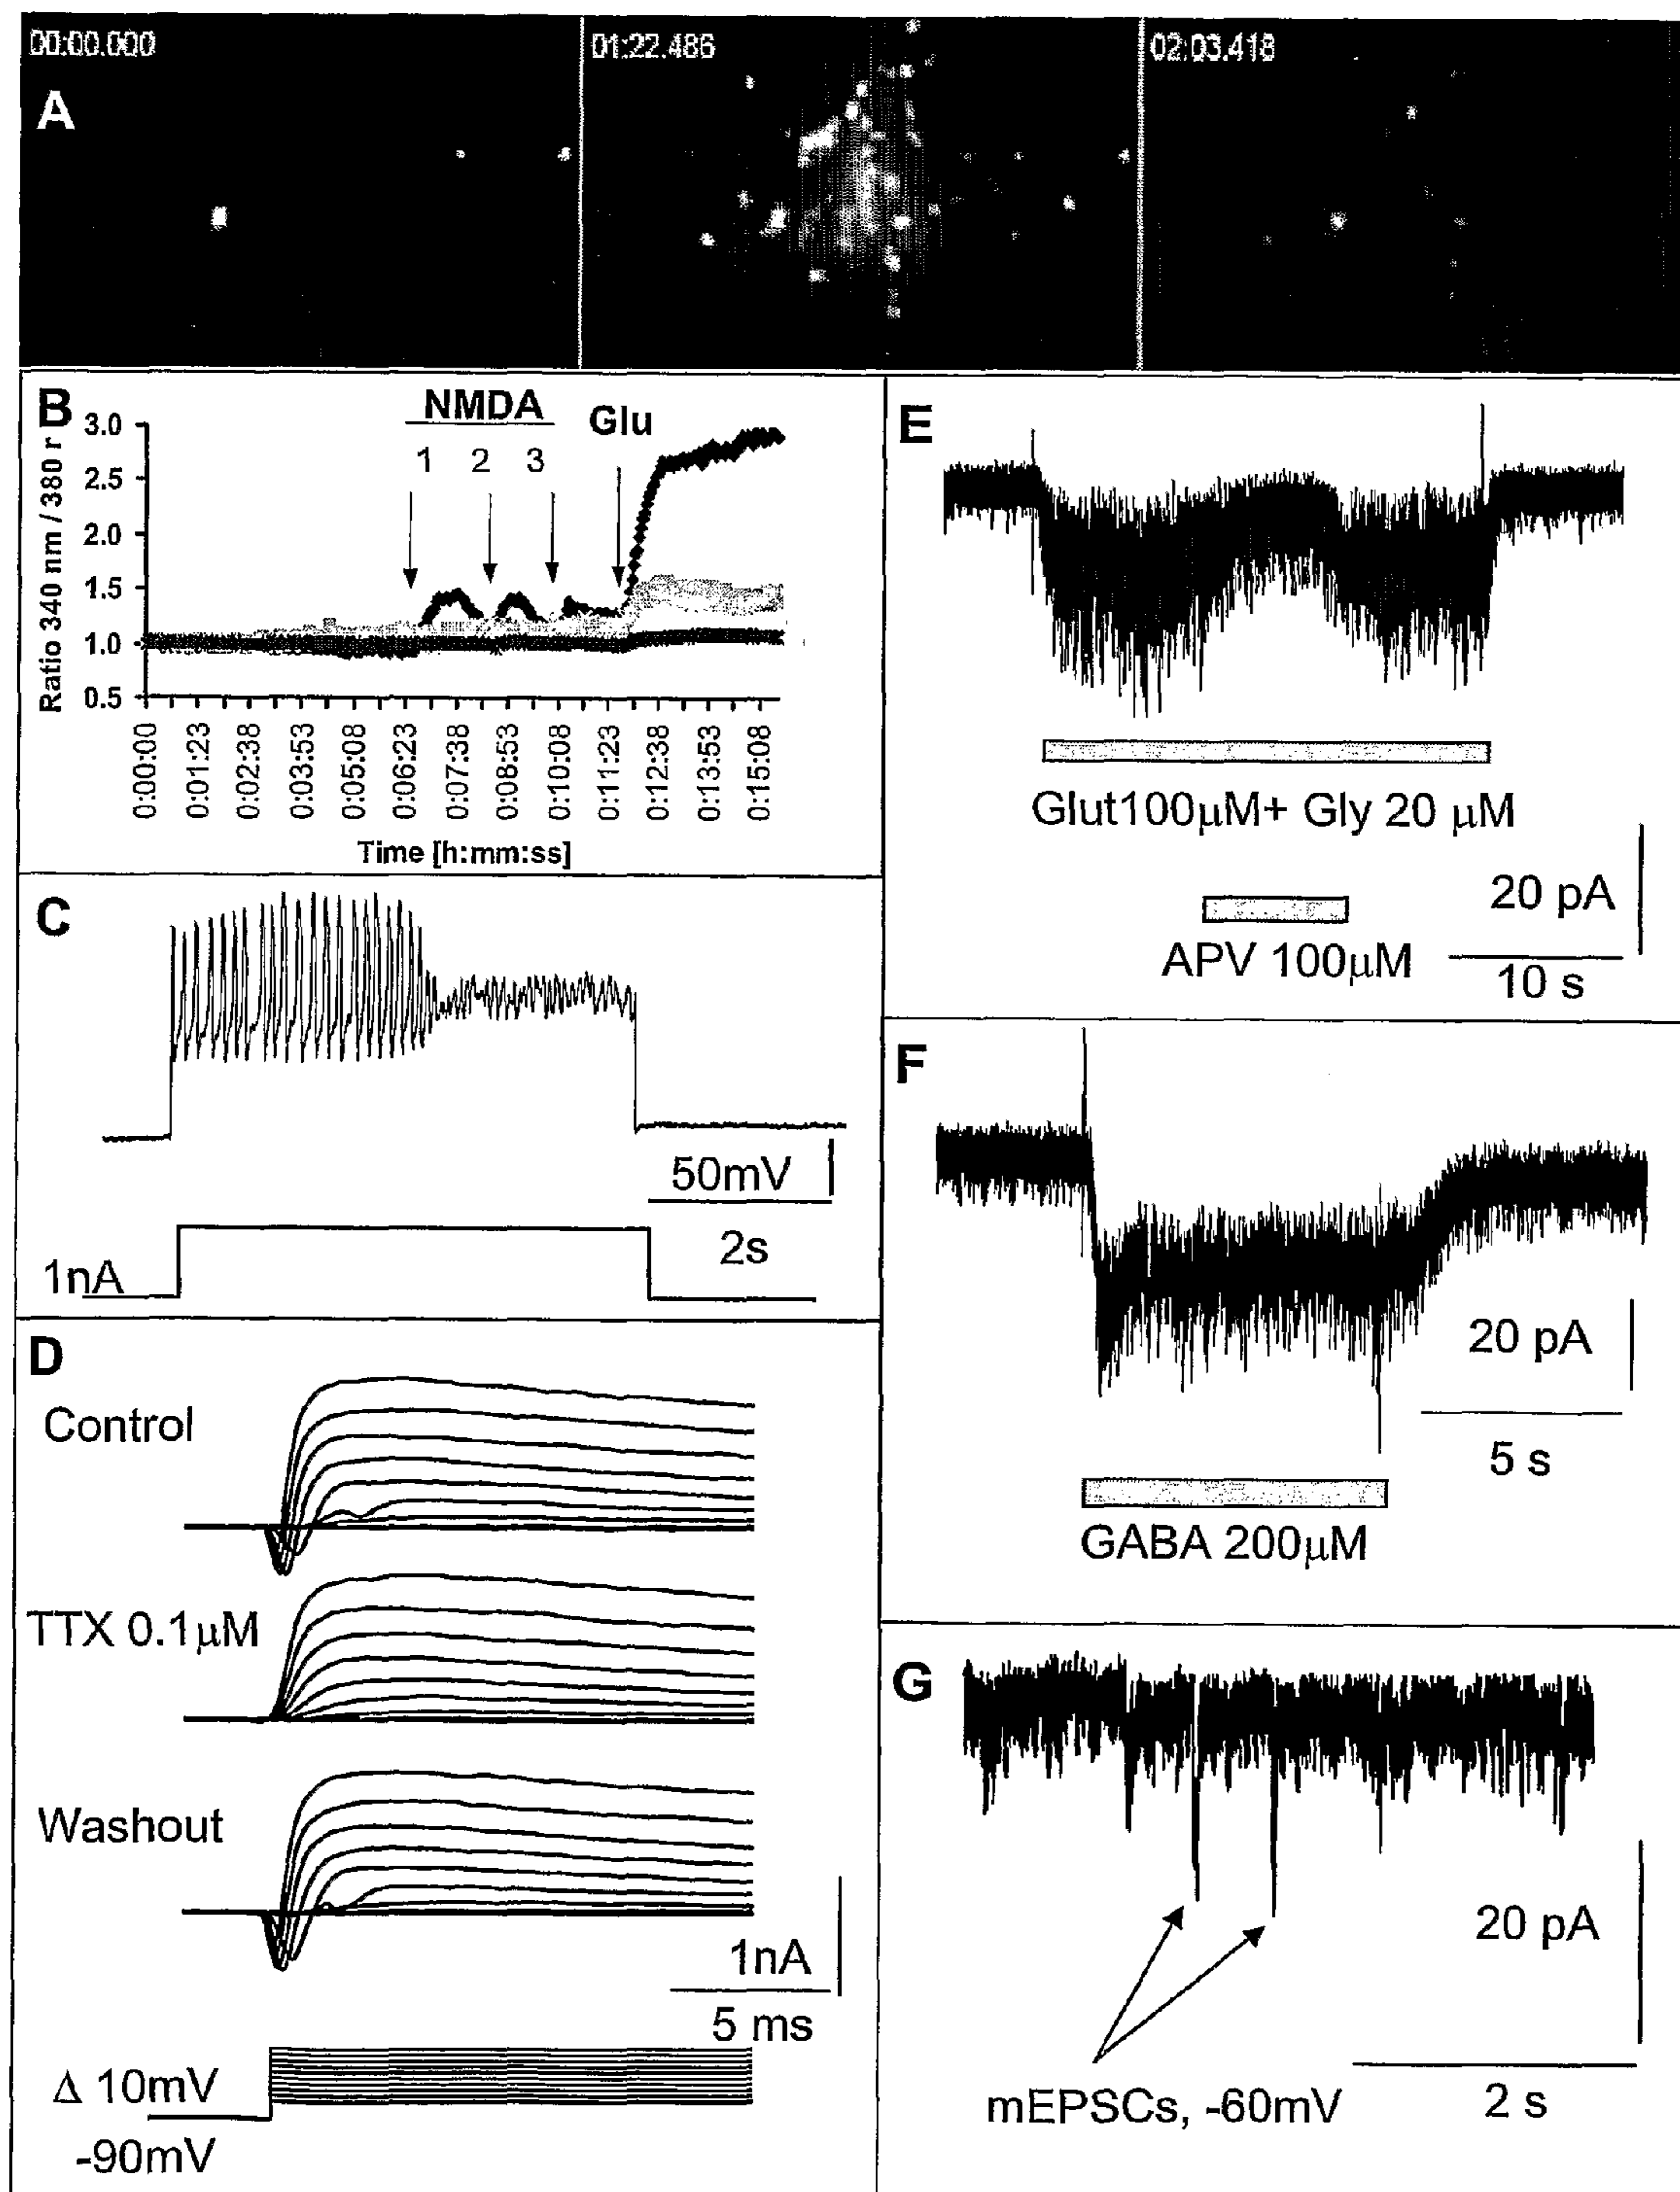 00:00.000
01:22.486
02:03.418
A
B
NMDA
Glu
1 2 3
Ratio 340 nm / 380 r
3.0
2.5
2.0
1.5
1.0
0.5
0:00:00
0:01:23
0:02:38
0:03:53
0:05:08
0:06:23
0:07:38
0:08:53
0:10:08
0:11:23
0:12:38
0:13:53
0:15:08
Time [h:mm:ss]
C
50mV
2s
1nA
D
Control
TTX 0.1μM
Washout
1nA
5 ms
Δ 10mV
-90mV
E
Glut100μM+ Gly 20 μM
20 pA
APV 100μM
10 s
F
20 pA
5 s
GABA 200μM
G
20 pA
mEPSCs, -60mV
2 s